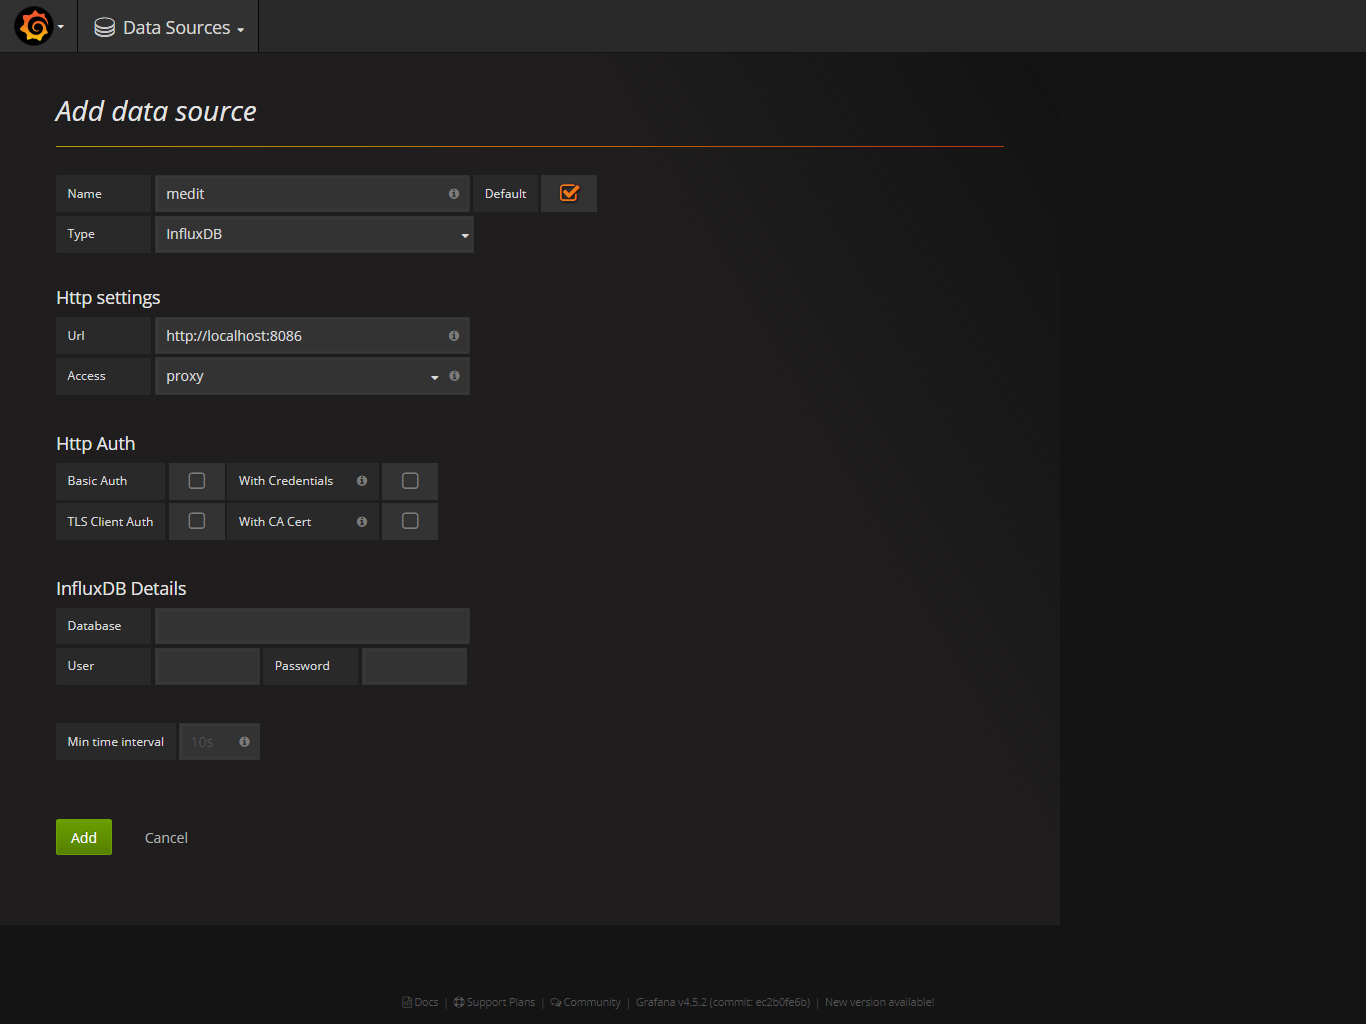 Data Sources
Add data source
Name medit Default
Type InfluxDB
Http settings
Url http://localhost:8086
Access proxy
Http Auth
Basic Auth With Credentials
TLS Client Auth With CA Cert
InfluxDB Details
Database
User Password
Min time interval 10s
Add Cancel
Docs | Support Plans | Community | Grafana v4.5.2 (commit: ec2b0fe6b) | New version available!